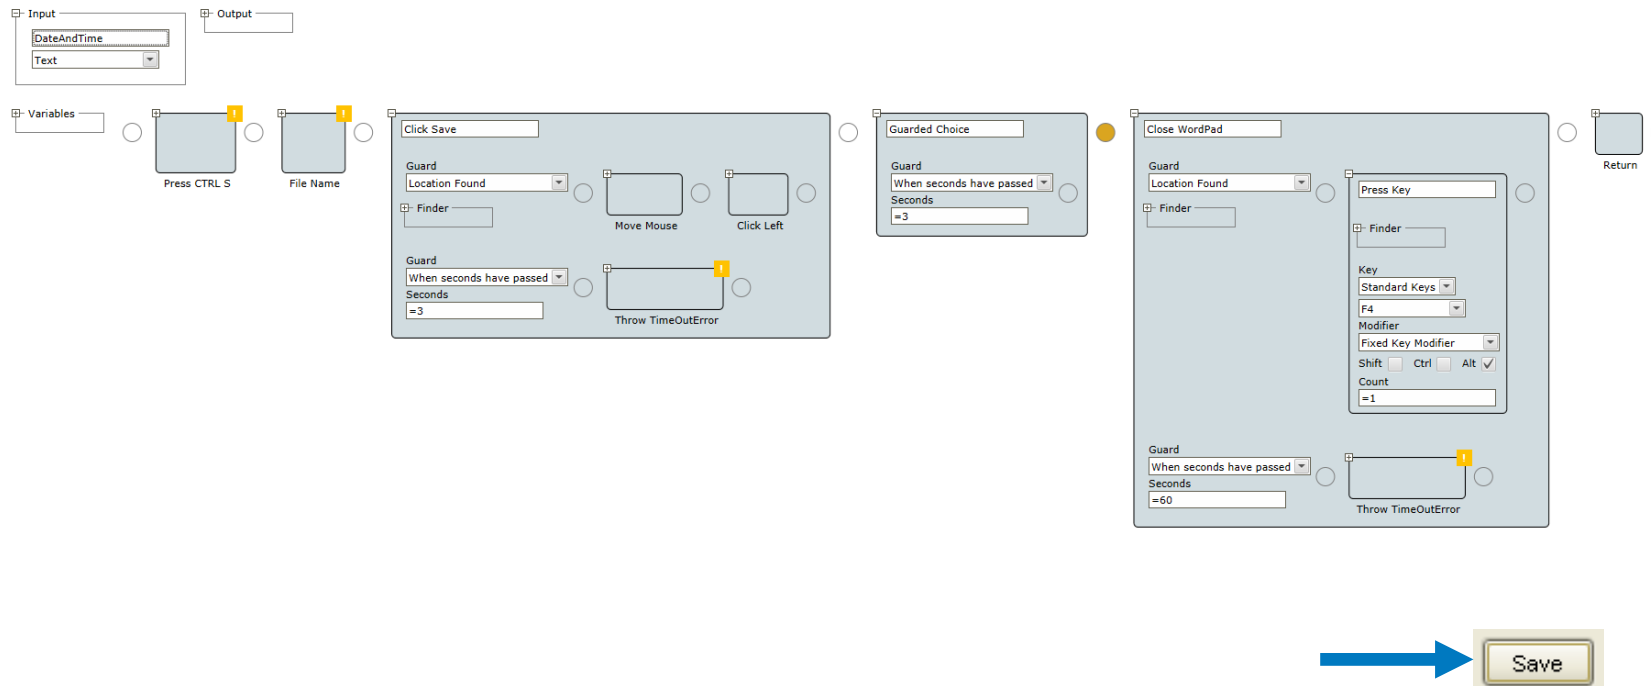 Input
DateAndTime
Text
Output
Variables
!
Press CTRL S
!
File Name
Click Save
Guard
Location Found
Finder
Move Mouse
Click Left
Guard
When seconds have passed
Seconds
=3
!
Throw TimeOutError
Guarded Choice
Guard
When seconds have passed
Seconds
=3
Close WordPad
Guard
Location Found
Finder
Press Key
Finder
Key
Standard Keys
F4
Modifier
Fixed Key Modifier
Shift Ctrl Alt
Count
=1
Guard
When seconds have passed
Seconds
=60
!
Throw TimeOutError
Return
Save